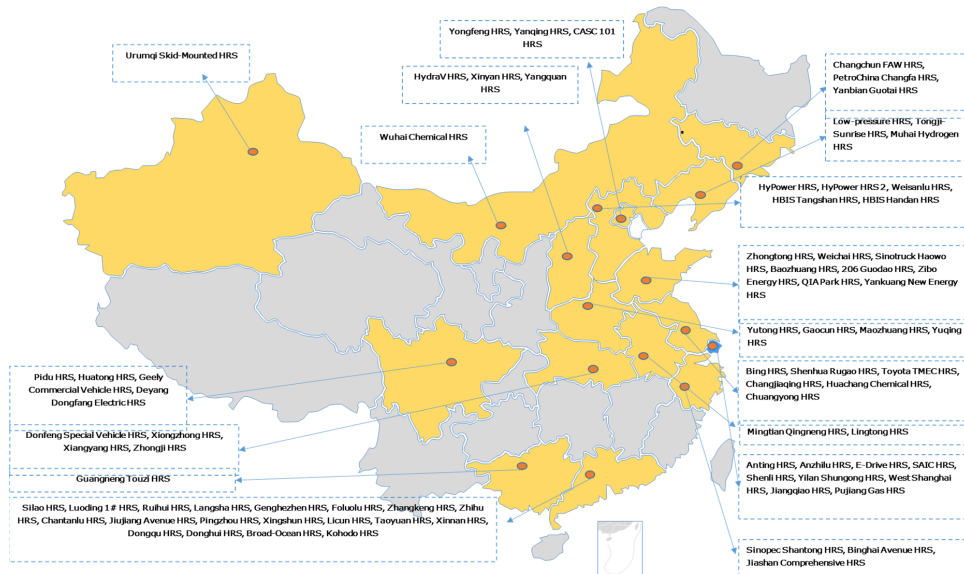 Yongfeng HRS, Yanqing HRS, CASC 101
HRS
Urumqi Skid-Mounted HRS
HydraV HRS, Xinyan HRS, Yangquan
HRS
Wuhai Chemical HRS
Changchun FAW HRS,
PetroChina Changfa HRS,
Yanbian Guotai HRS
Low-pressure HRS, Tongji-
Sunrise HRS, Muhai Hydrogen
HRS
HyPower HRS, HyPower HRS 2, Weisanlu HRS,
HBIS Tangshan HRS, HBIS Handan HRS
Zhongtong HRS, Weichai HRS, Sinotruck Haowo
HRS, Baozhuang HRS, 206 Guodao HRS, Zibo
Energy HRS, QIA Park HRS, Yankuang New Energy
HRS
Yutong HRS, Gaocun HRS, Maozhuang HRS, Yuqing
HRS
Bing HRS, Shenhua Rugao HRS, Toyota TMEC HRS,
Changjiaqing HRS, Huachang Chemical HRS,
Chuangyong HRS
Mingtian Qingneng HRS, Lingtong HRS
Anting HRS, Anzhilu HRS, E-Drive HRS, SAIC HRS,
Shenli HRS, Yilan Shungong HRS, West Shanghai
HRS, Jiangqiao HRS, Pujiang Gas HRS
Sinopec Shantong HRS, Binghai Avenue HRS,
Jiashan Comprehensive HRS
Pidu HRS, Huatong HRS, Geely
Commercial Vehicle HRS, Deyang
Dongfang Electric HRS
Donfeng Special Vehicle HRS, Xiongzhong HRS,
Xiangyang HRS, Zhongji HRS
Guangneng Touzi HRS
Silao HRS, Luoding 1# HRS, Ruihui HRS, Langsha HRS, Genghezhen HRS, Foluolu HRS, Zhangkeng HRS, Zhihu
HRS, Chantanlu HRS, Jiujiang Avenue HRS, Pingzhou HRS, Xingshun HRS, Licun HRS, Taoyuan HRS, Xinnan HRS,
Dongqu HRS, Donghui HRS, Broad-Ocean HRS, Kohodo HRS